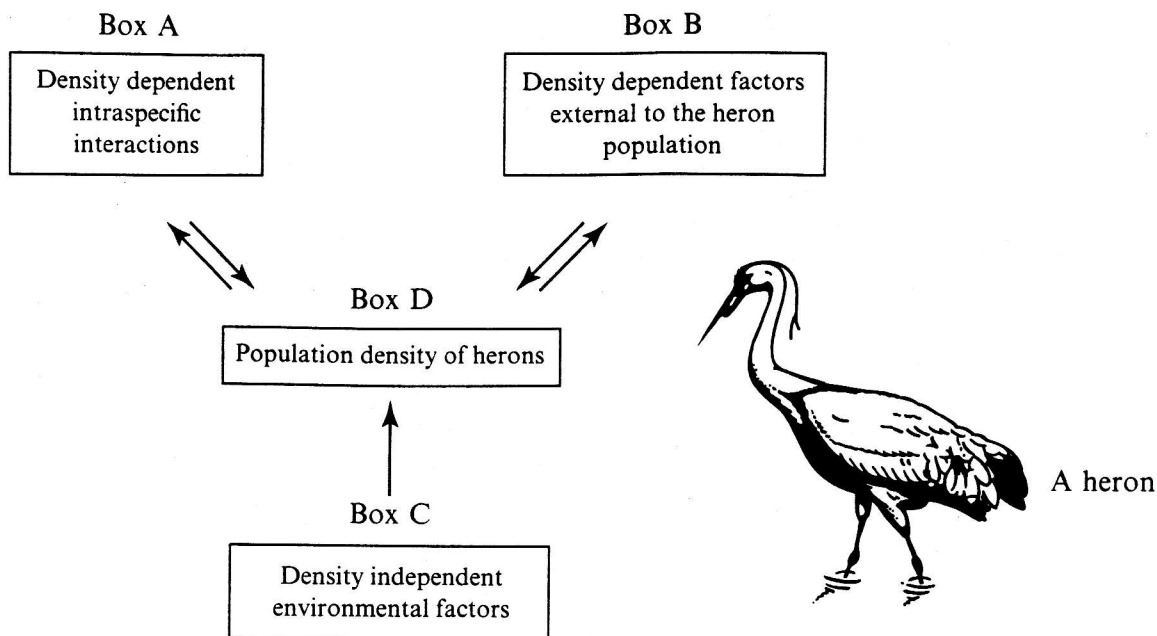 Box A
Density dependent
intraspecific
interactions
Box B
Density dependent factors
external to the heron
population
Box D
Population density of herons
Box C
Density independent
environmental factors
A heron